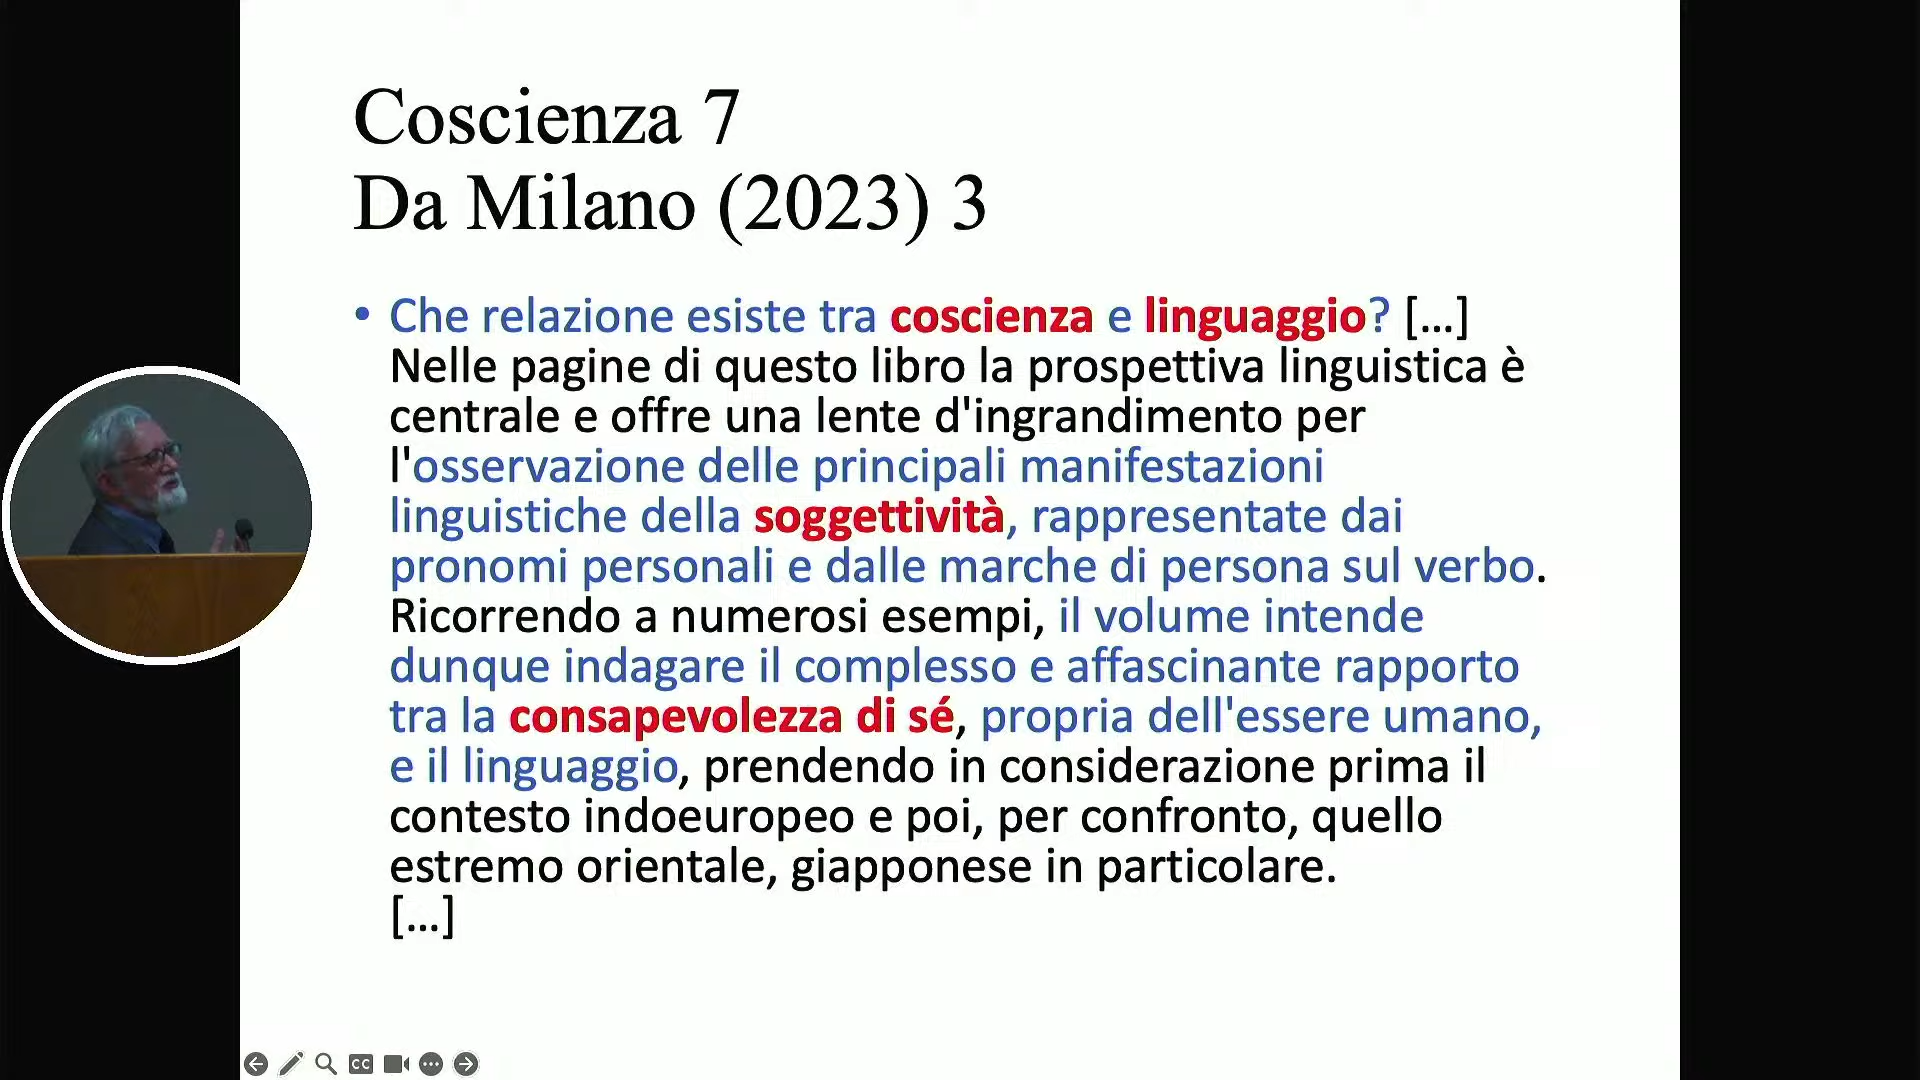 Coscienza 7
Da Milano (2023) 3
• Che relazione esiste tra coscienza e linguaggio? […]
Nelle pagine di questo libro la prospettiva linguistica è
centrale e offre una lente d'ingrandimento per
l'osservazione delle principali manifestazioni
linguistiche della soggettività, rappresentate dai
pronomi personali e dalle marche di persona sul verbo.
Ricorrendo a numerosi esempi, il volume intende
dunque indagare il complesso e affascinante rapporto
tra la consapevolezza di sé, propria dell'essere umano,
e il linguaggio, prendendo in considerazione prima il
contesto indoeuropeo e poi, per confronto, quello
estremo orientale, giapponese in particolare.
[…]
CC